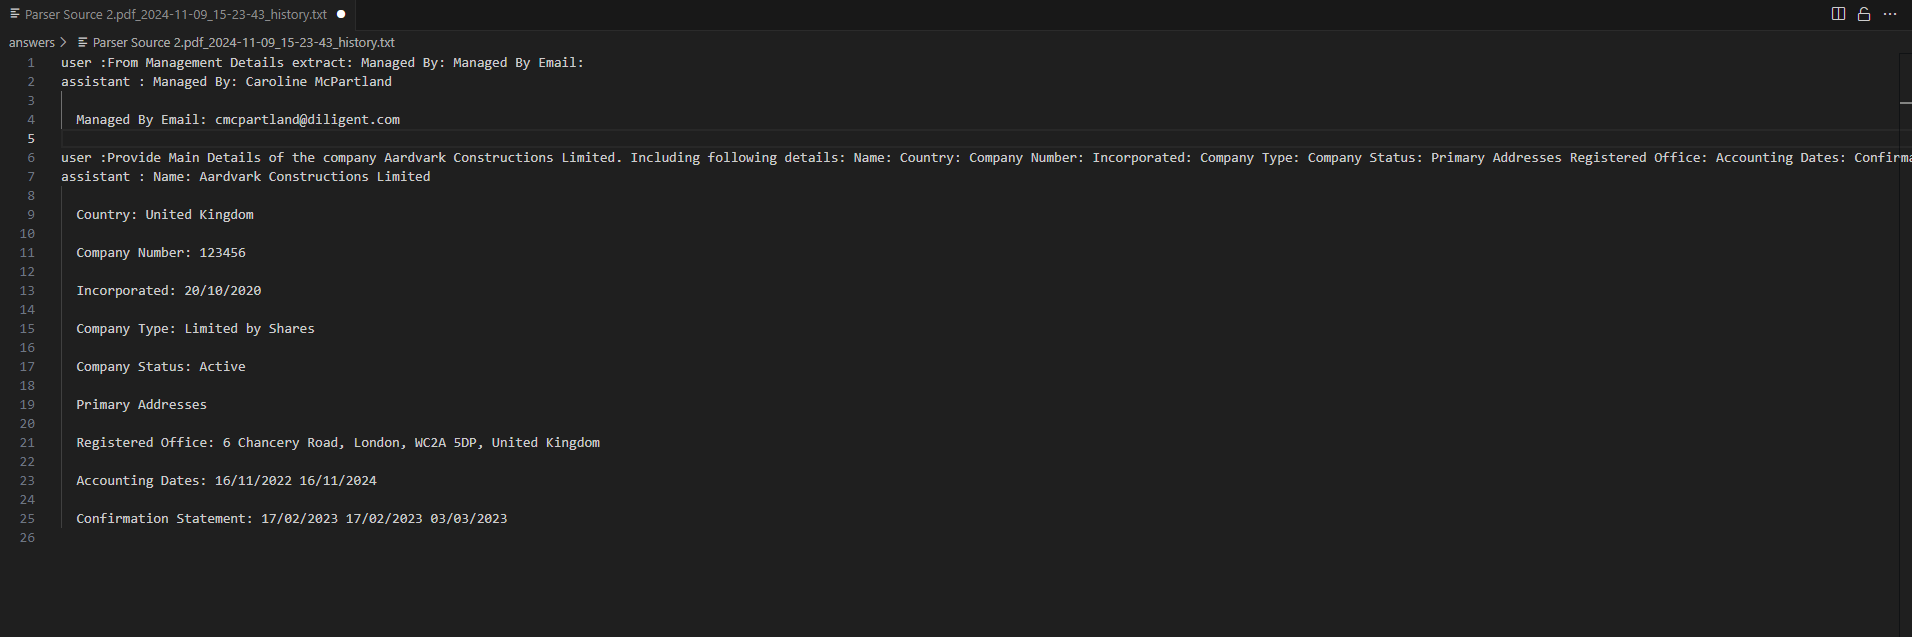 Parser Source 2.pdf_2024-11-09_15-23-43_history.txt
answers > Parser Source 2.pdf_2024-11-09_15-23-43_history.txt
1 user :From Management Details extract: Managed By: Managed By Email:
2 assistant : Managed By: Caroline McPartland
3
4 Managed By Email: cmcpartland@diligent.com
5
6 user :Provide Main Details of the company Aardvark Constructions Limited. Including following details: Name: Country: Company Number: Incorporated: Company Type: Company Status: Primary Addresses Registered Office: Accounting Dates: Confirma
7 assistant : Name: Aardvark Constructions Limited
8
9 Country: United Kingdom
10
11 Company Number: 123456
12
13 Incorporated: 20/10/2020
14
15 Company Type: Limited by Shares
16
17 Company Status: Active
18
19 Primary Addresses
20
21 Registered Office: 6 Chancery Road, London, WC2A 5DP, United Kingdom
22
23 Accounting Dates: 16/11/2022 16/11/2024
24
25 Confirmation Statement: 17/02/2023 17/02/2023 03/03/2023
26